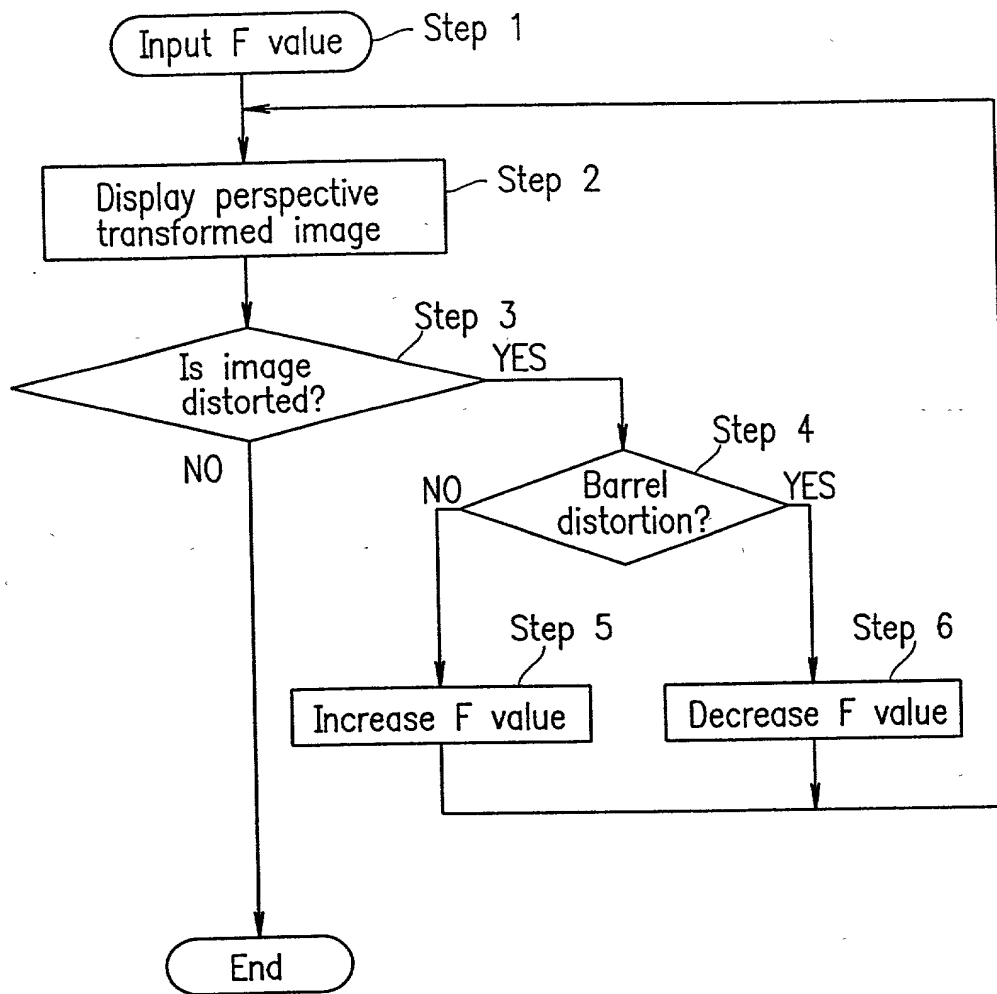 Input F value
Step 1
Display perspective
transformed image
Step 2
Step 3
Is image
distorted?
YES
NO
Step 4
Barrel
distortion?
NO
YES
Step 5
Increase F value
Step 6
Decrease F value
End